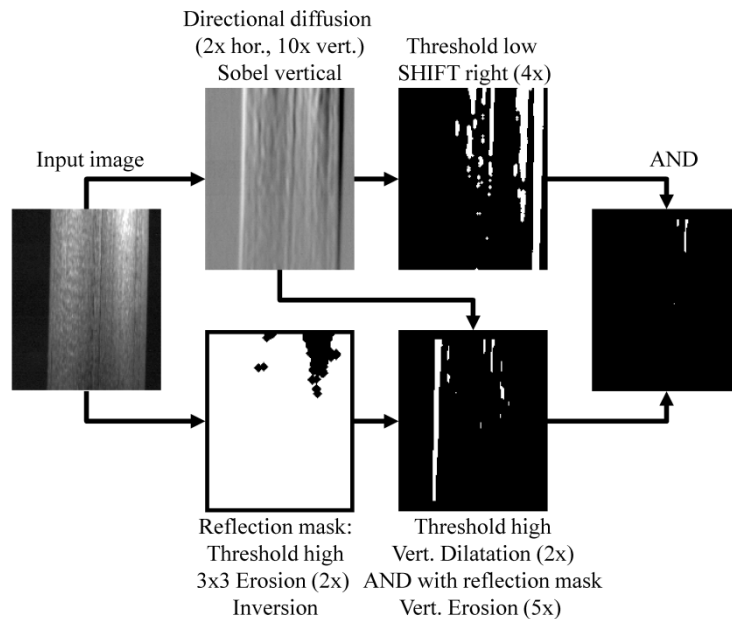 Directional diffusion
(2x hor., 10x vert.)
Sobel vertical
Threshold low
SHIFT right (4x)
Input image
AND
Reflection mask:
Threshold high
3x3 Erosion (2x)
Inversion
Threshold high
Vert. Dilatation (2x)
AND with reflection mask
Vert. Erosion (5x)